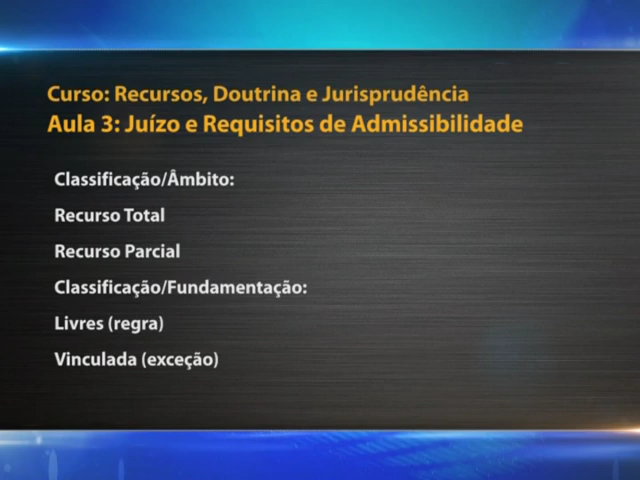 Curso: Recursos, Doutrina e Jurisprudência
Aula 3: Juízo e Requisitos de Admissibilidade
Classificação/Âmbito:
Recurso Total
Recurso Parcial
Classificação/Fundamentação:
Livres (regra)
Vinculada (exceção)